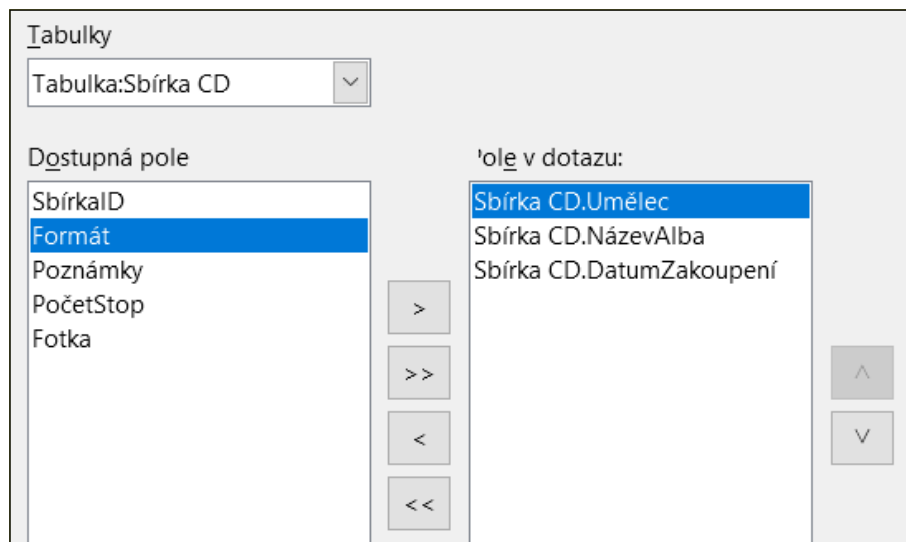 Tabulky
Tabulka:Sbírka CD
Dostupná pole
SbírkaID
Formát
Poznámky
PočetStop
Fotka
>
>>
<
<<
'ole v dotazu:
Sbírka CD.Umělec
Sbírka CD.NázevAlba
Sbírka CD.DatumZakoupení